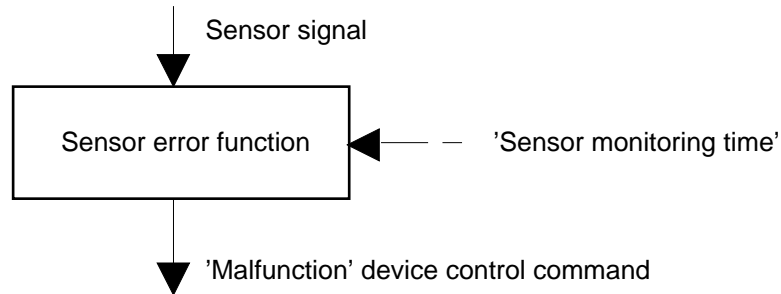 Sensor signal
Sensor error function
’Sensor monitoring time’
’Malfunction’ device control command